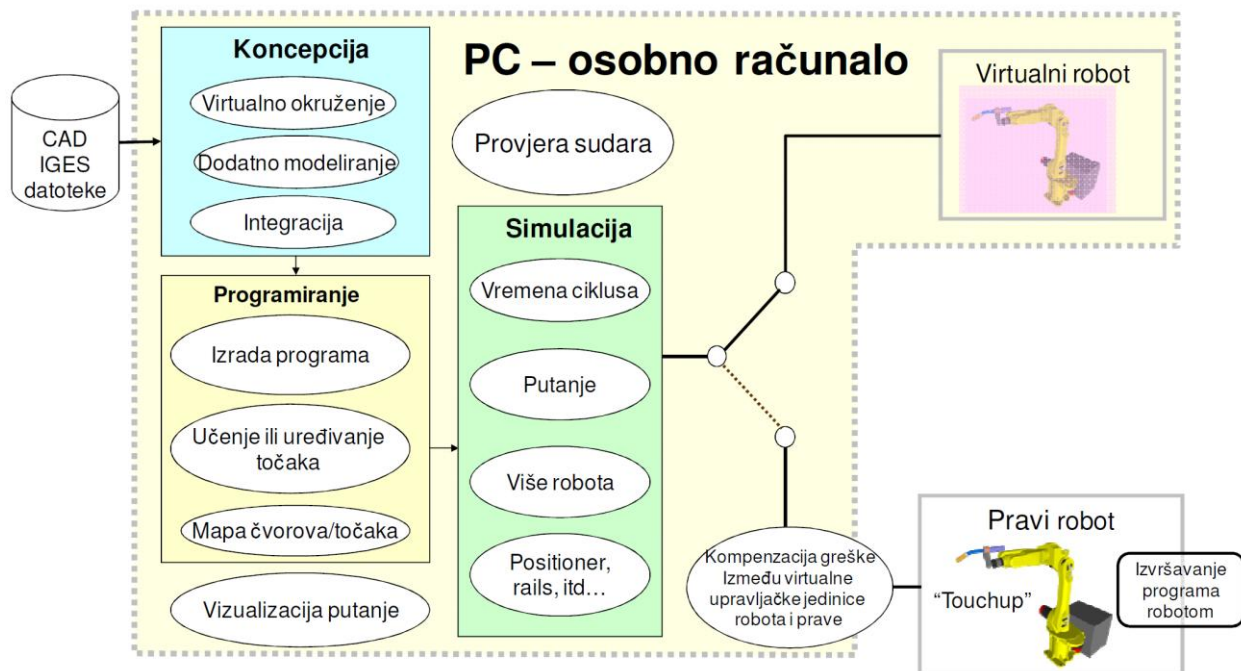 PC – osobno računalo
CAD
IGES
datoteke
Koncepcija
Virtualno okruženje
Dodatno modeliranje
Integracija
Programiranje
Izrada programa
Učenje ili uređivanje
točaka
Mapa čvorova/točaka
Vizualizacija putanje
Provjera sudara
Simulacija
Vremena ciklusa
Putanje
Više robota
Positioner,
rails, itd…
Virtualni robot
Kompenzacija greške
Između virtualne
upravljačke jedinice
robota i prave
Pravi robot
“Touchup”
Izvršavanje
programa
robotom